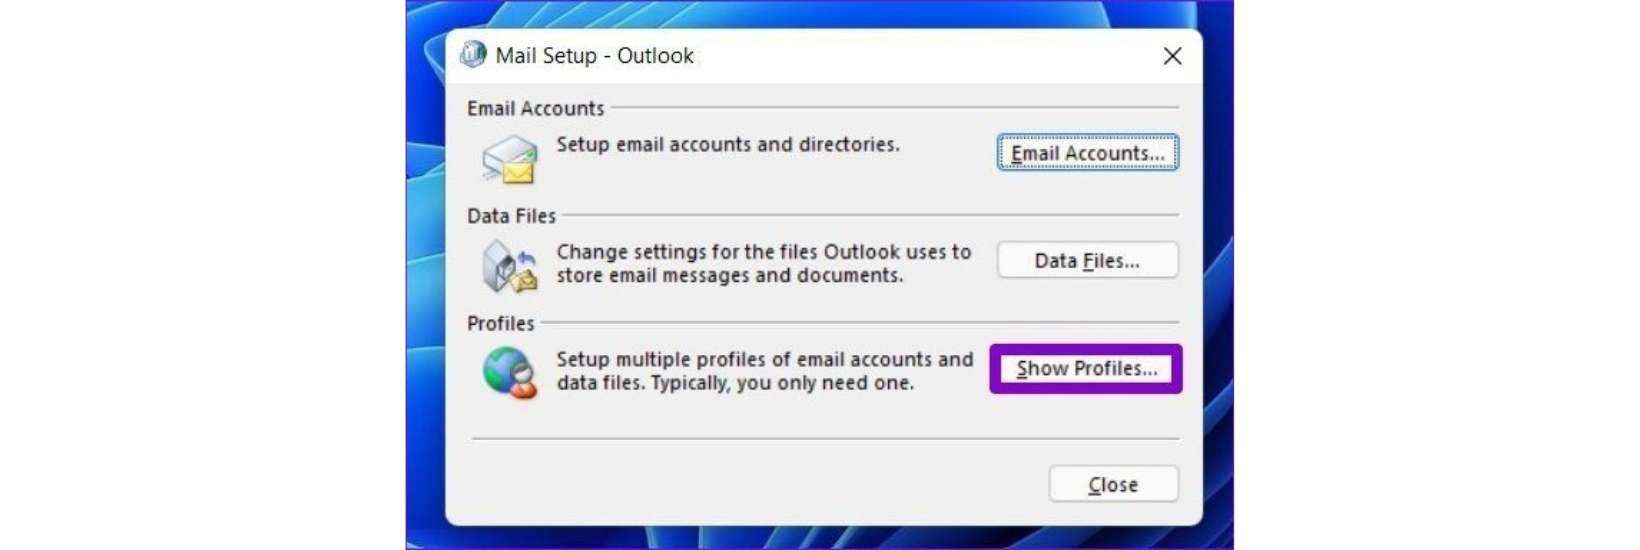 Mail Setup - Outlook
Email Accounts
Setup email accounts and directories.
Email Accounts...
Data Files
Change settings for the files Outlook uses to
store email messages and documents.
Data Files...
Profiles
Setup multiple profiles of email accounts and
data files. Typically, you only need one.
Show Profiles...
Close